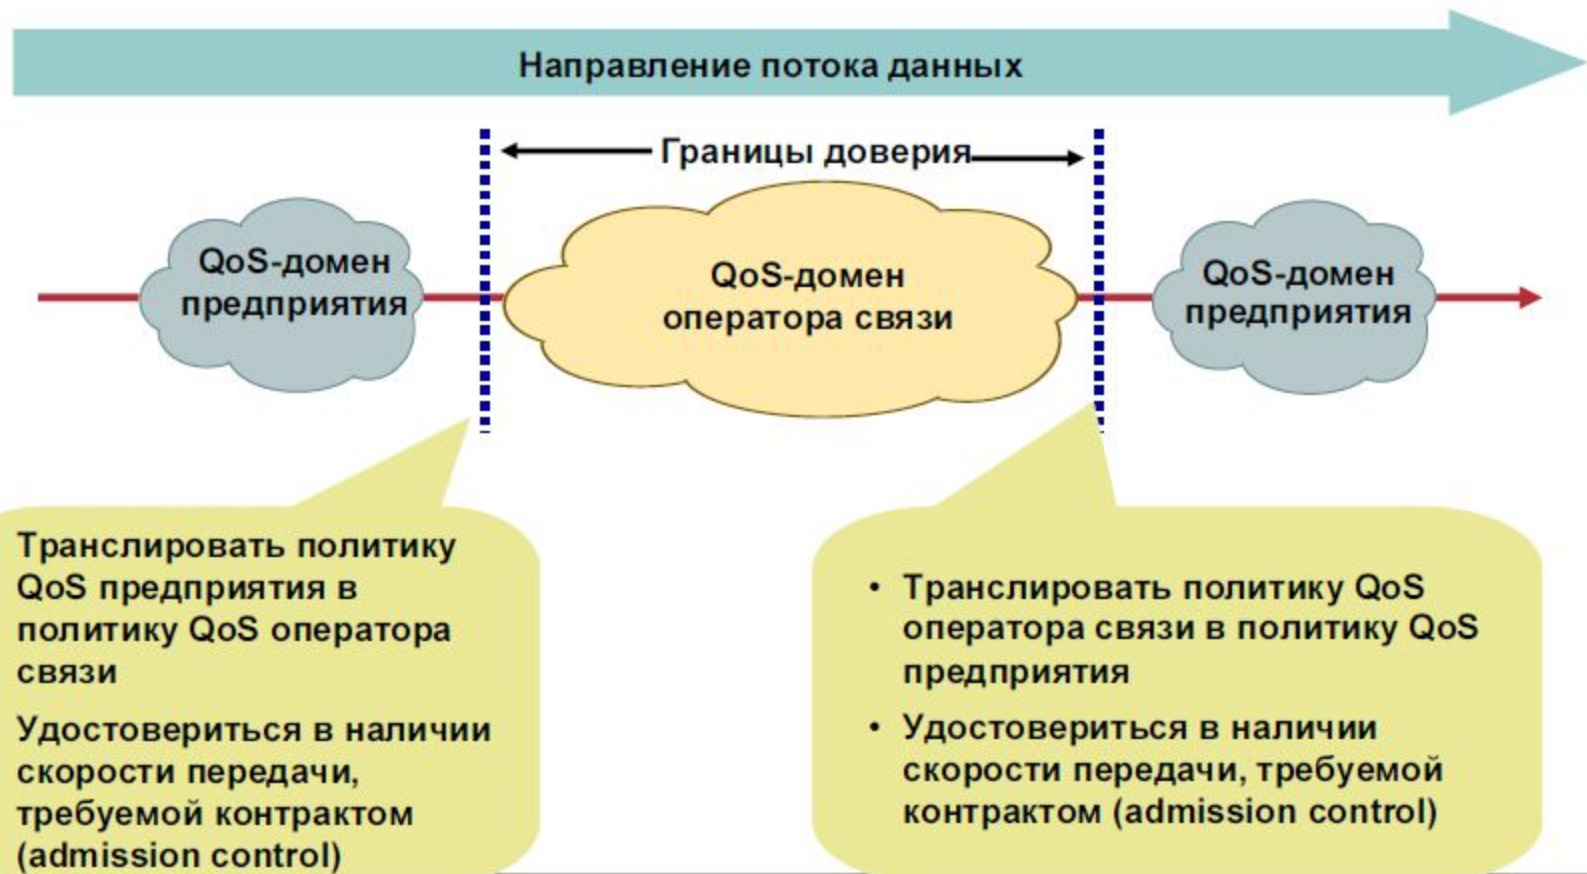 Направление потока данных
Границы доверия
QoS-домен
предприятия
QoS-домен
оператора связи
QoS-домен
предприятия
Транслировать политику
QoS предприятия в
политику QoS оператора
связи
Удостовериться в наличии
скорости передачи,
требуемой контрактом
(admission control)
• Транслировать политику QoS
оператора связи в политику QoS
предприятия
• Удостовериться в наличии
скорости передачи, требуемой
контрактом (admission control)